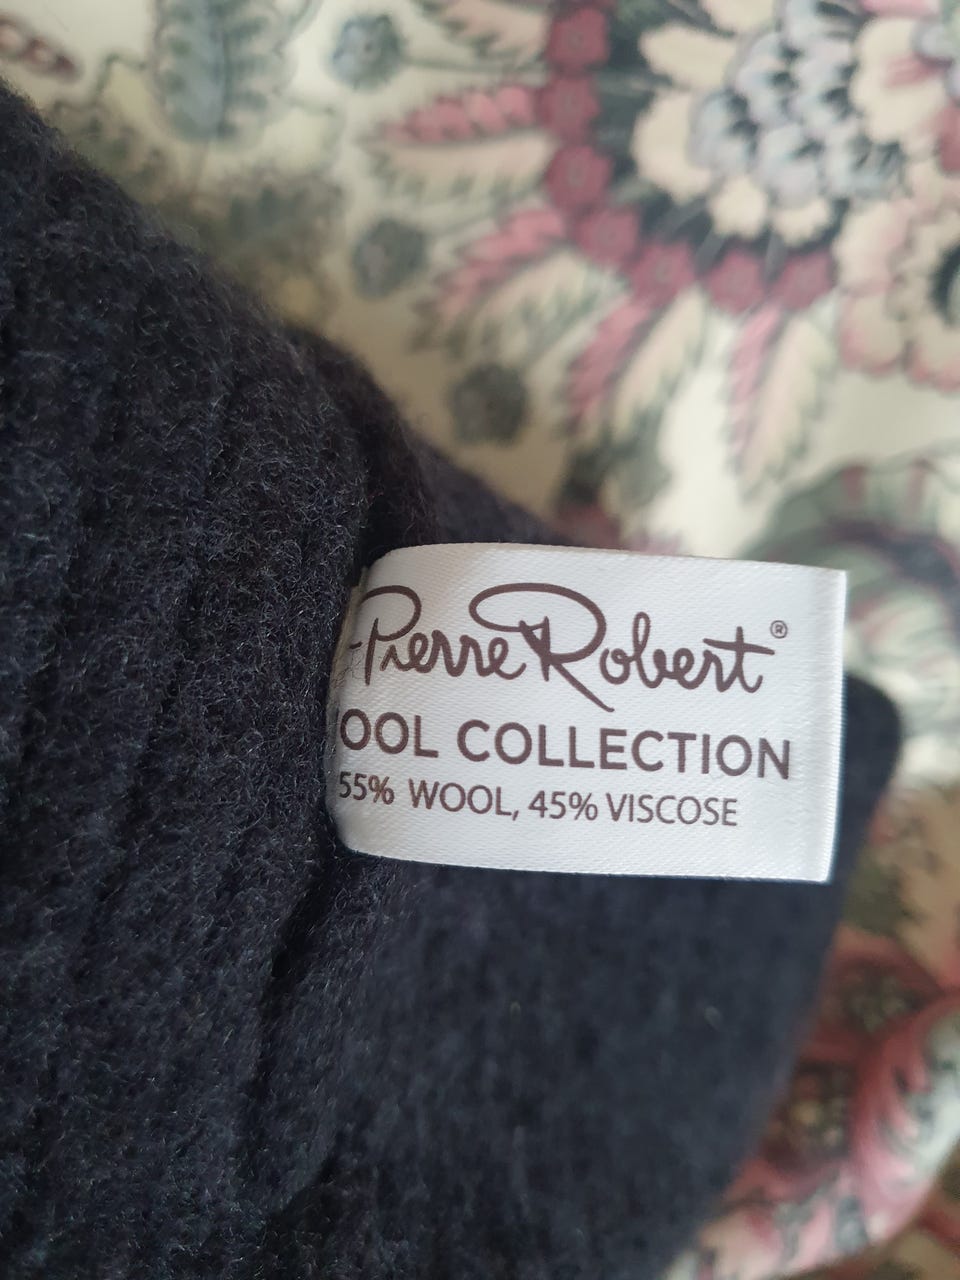 Pierre Robert®
OOL COLLECTION
55% WOOL, 45% VISCOSE